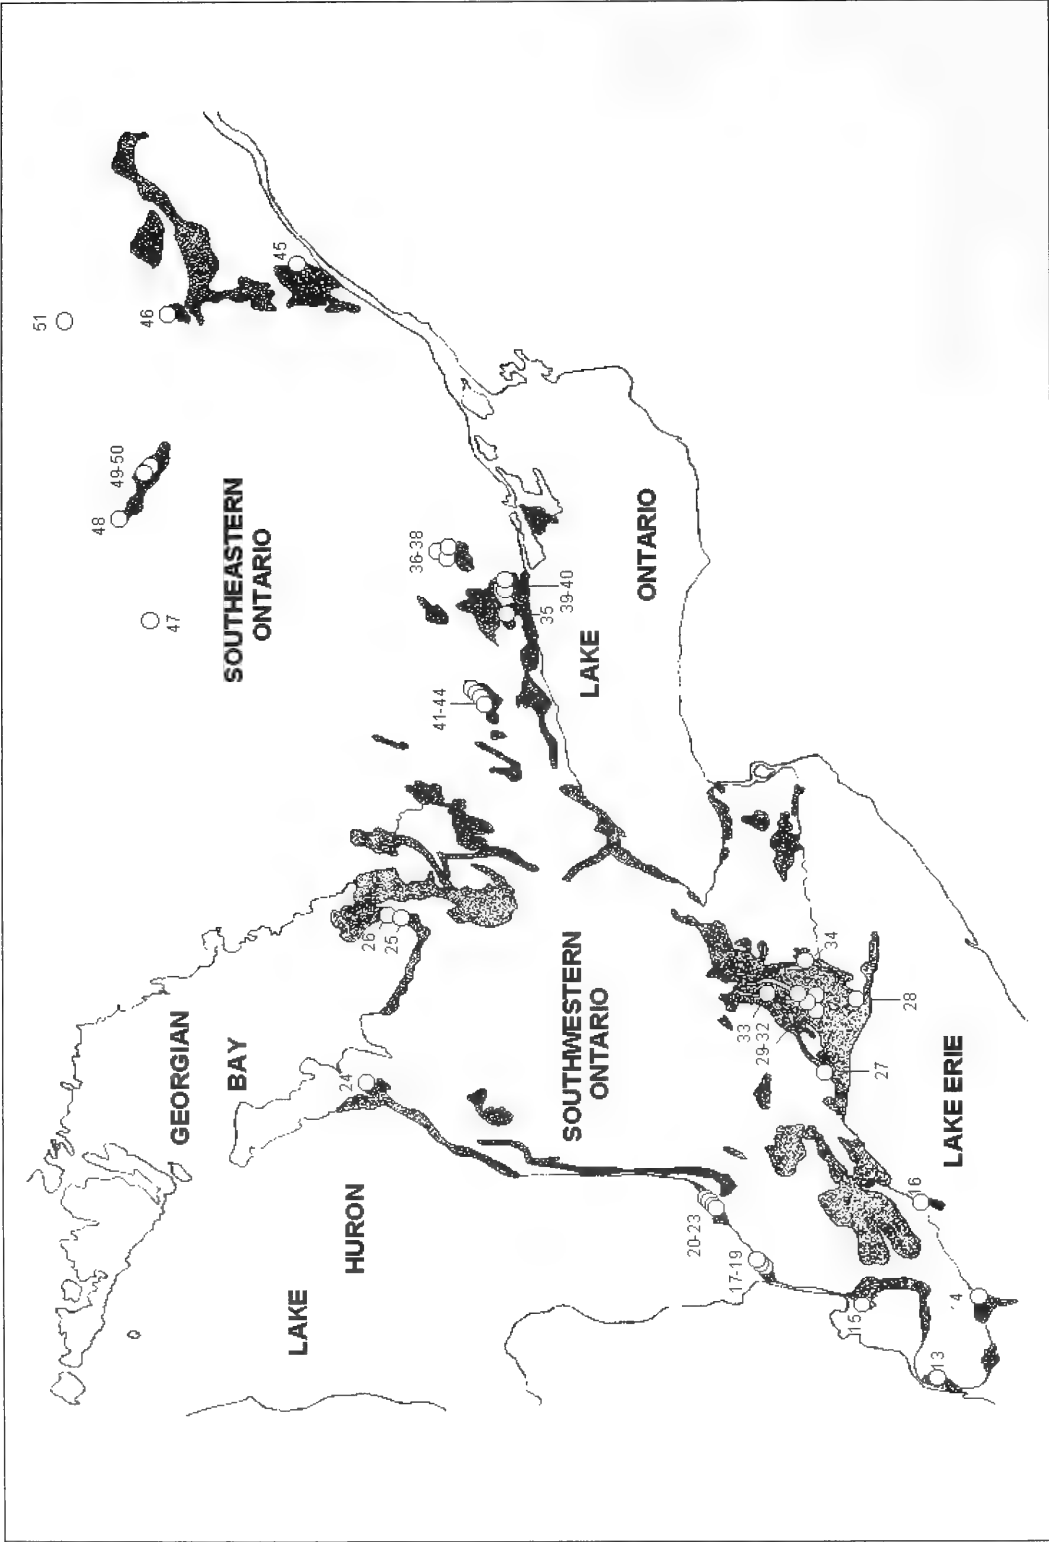 51
46
45
49-50
48
47
SOUTHEASTERN
ONTARIO
36-38
35
39-40
41-44
LAKE
ONTARIO
26
25
GEORGIAN
BAY
24
SOUTHWESTERN
ONTARIO
34
33
29-32
28
27
LAKE ERIE
LAKE
HURON
20-23
17-19
16
15
14
13